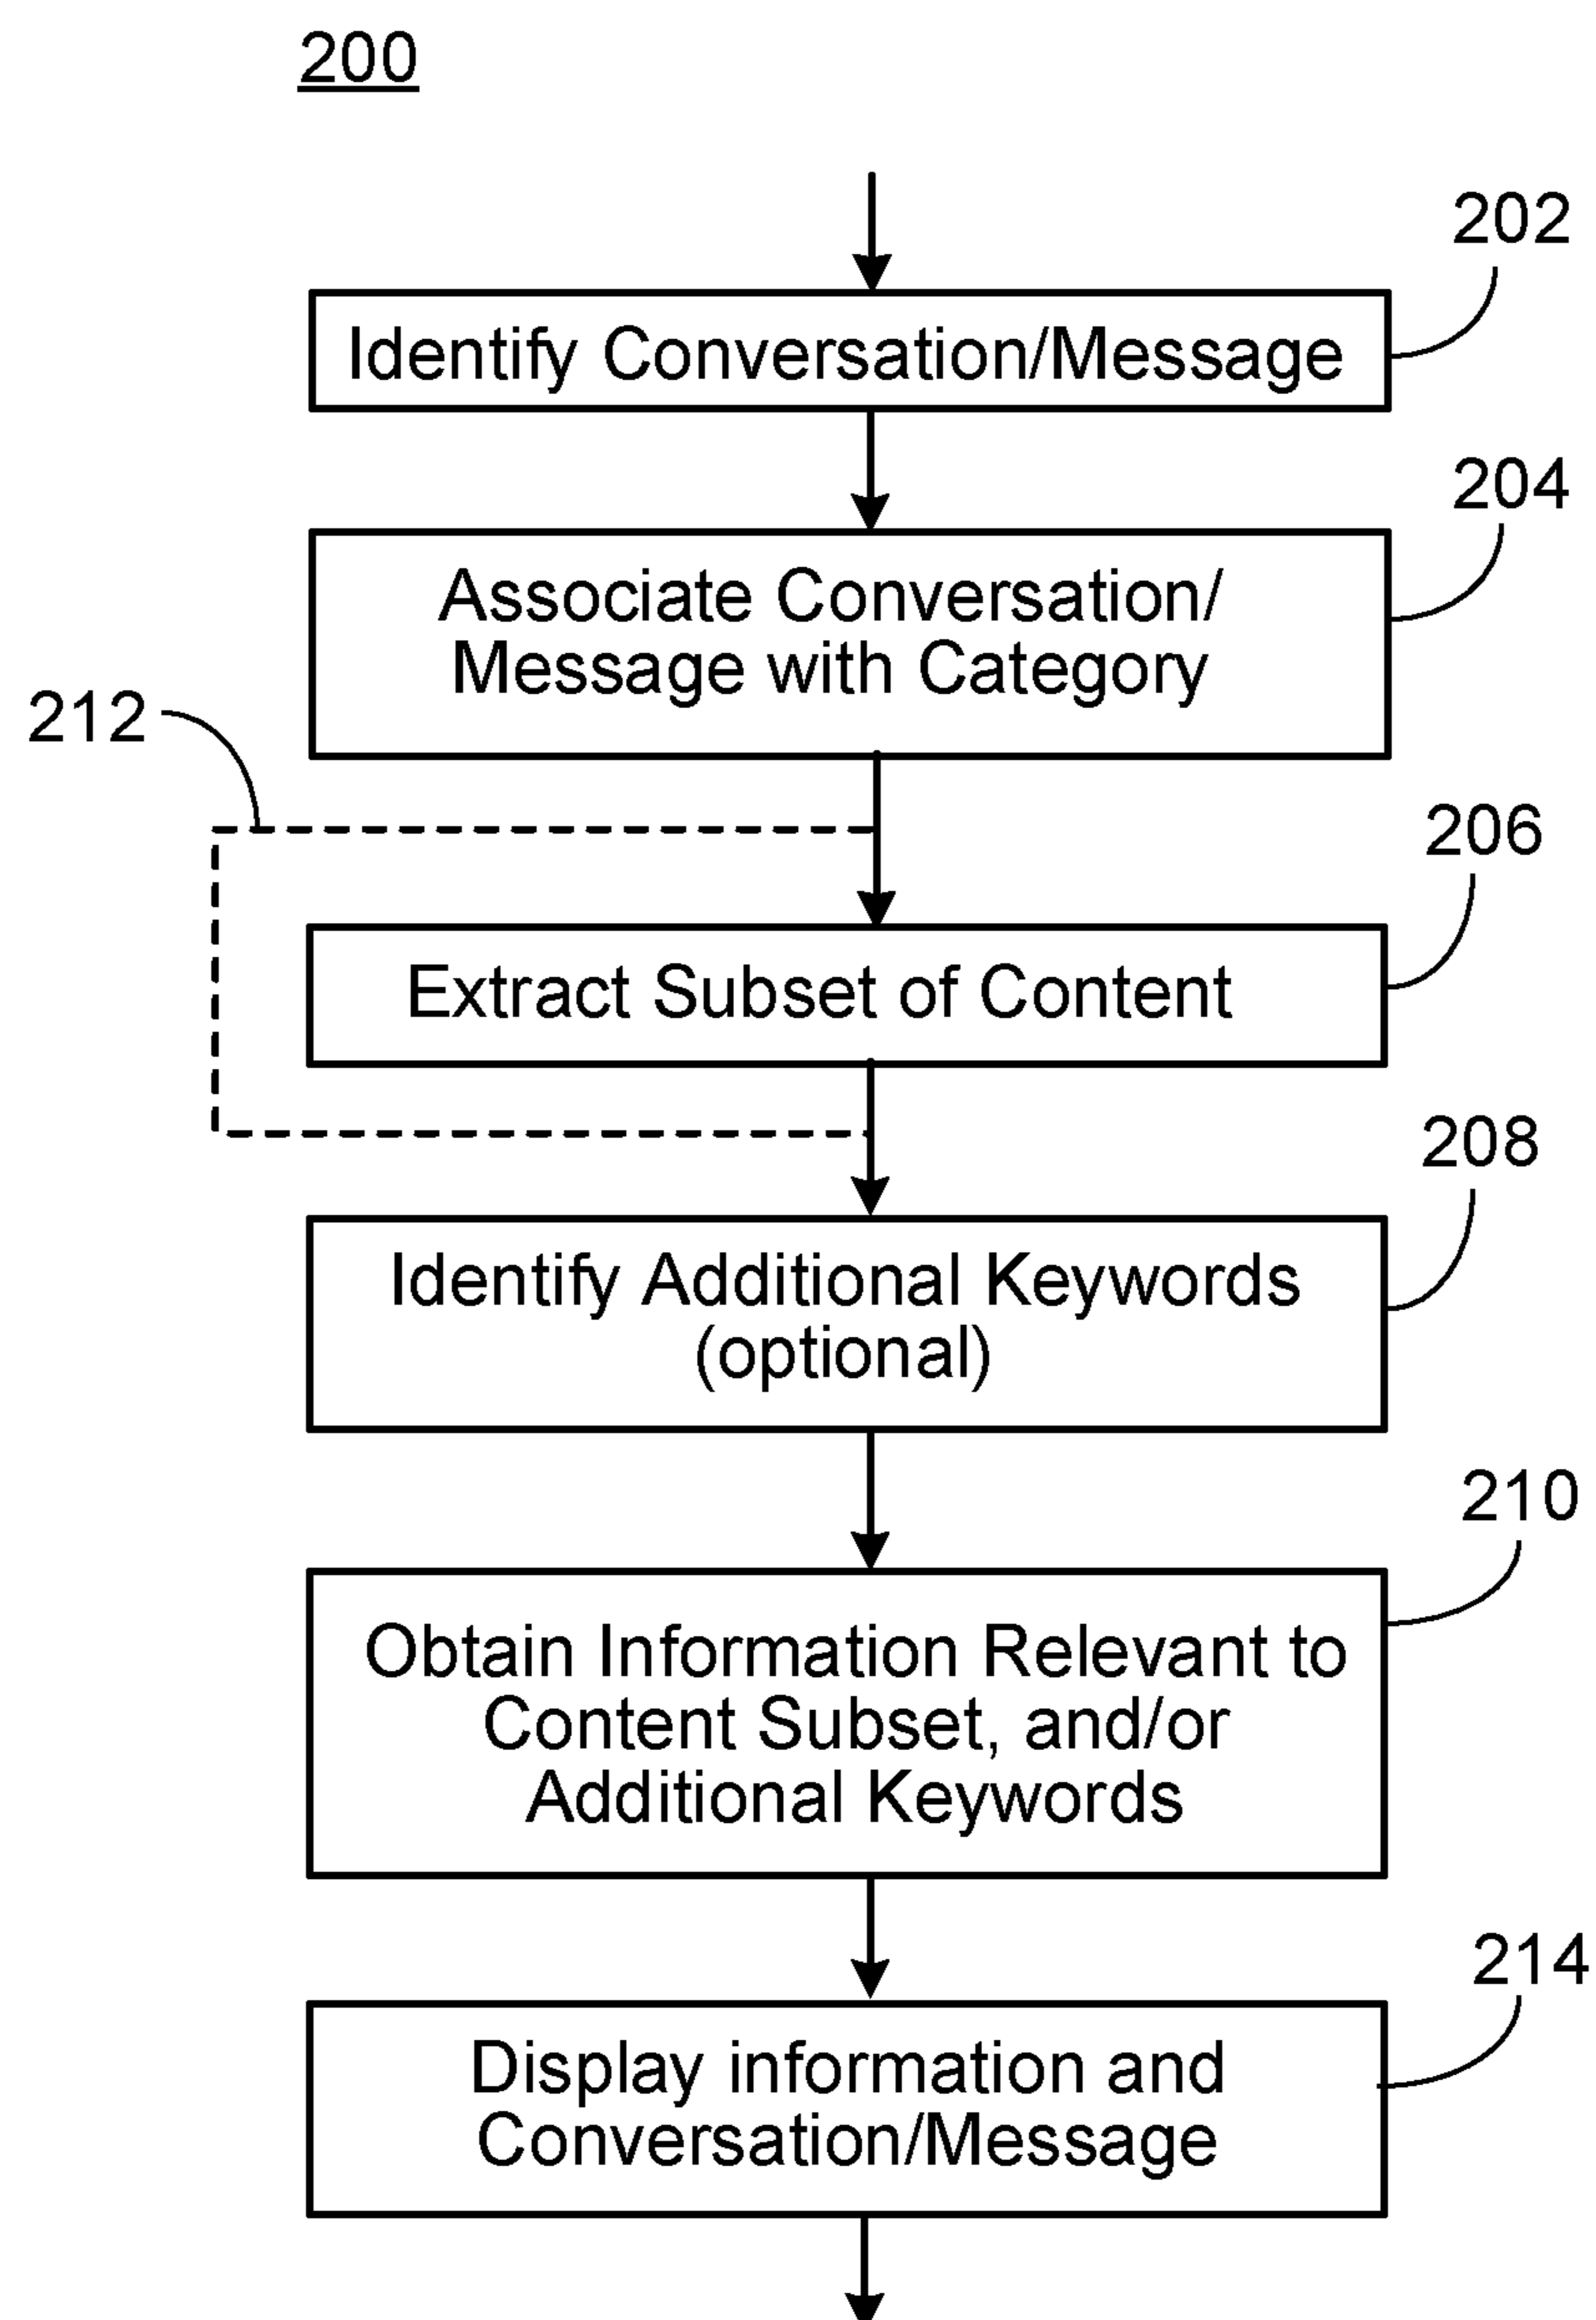 200
202
Identify Conversation/Message
204
Associate Conversation/
Message with Category
212
206
Extract Subset of Content
208
Identify Additional Keywords
(optional)
210
Obtain Information Relevant to
Content Subset, and/or
Additional Keywords
214
Display information and
Conversation/Message